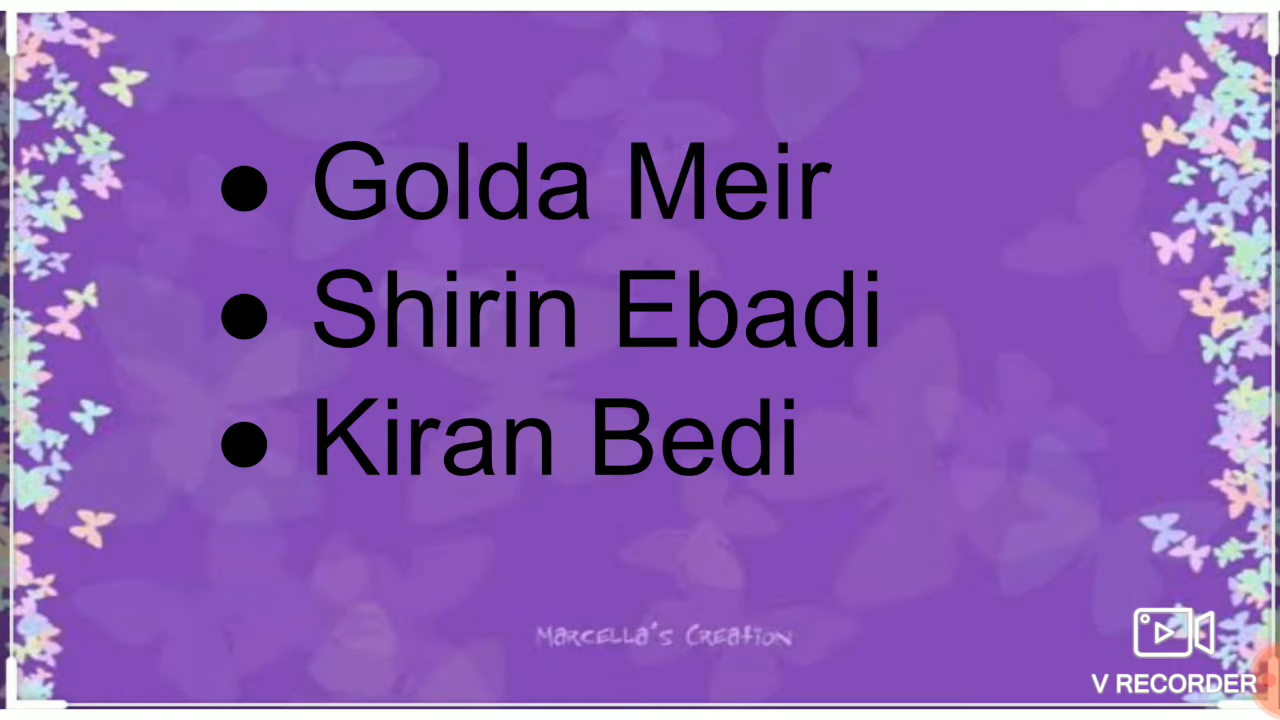 ● Golda Meir
● Shirin Ebadi
● Kiran Bedi
Marcella's Creation
V RECORDER